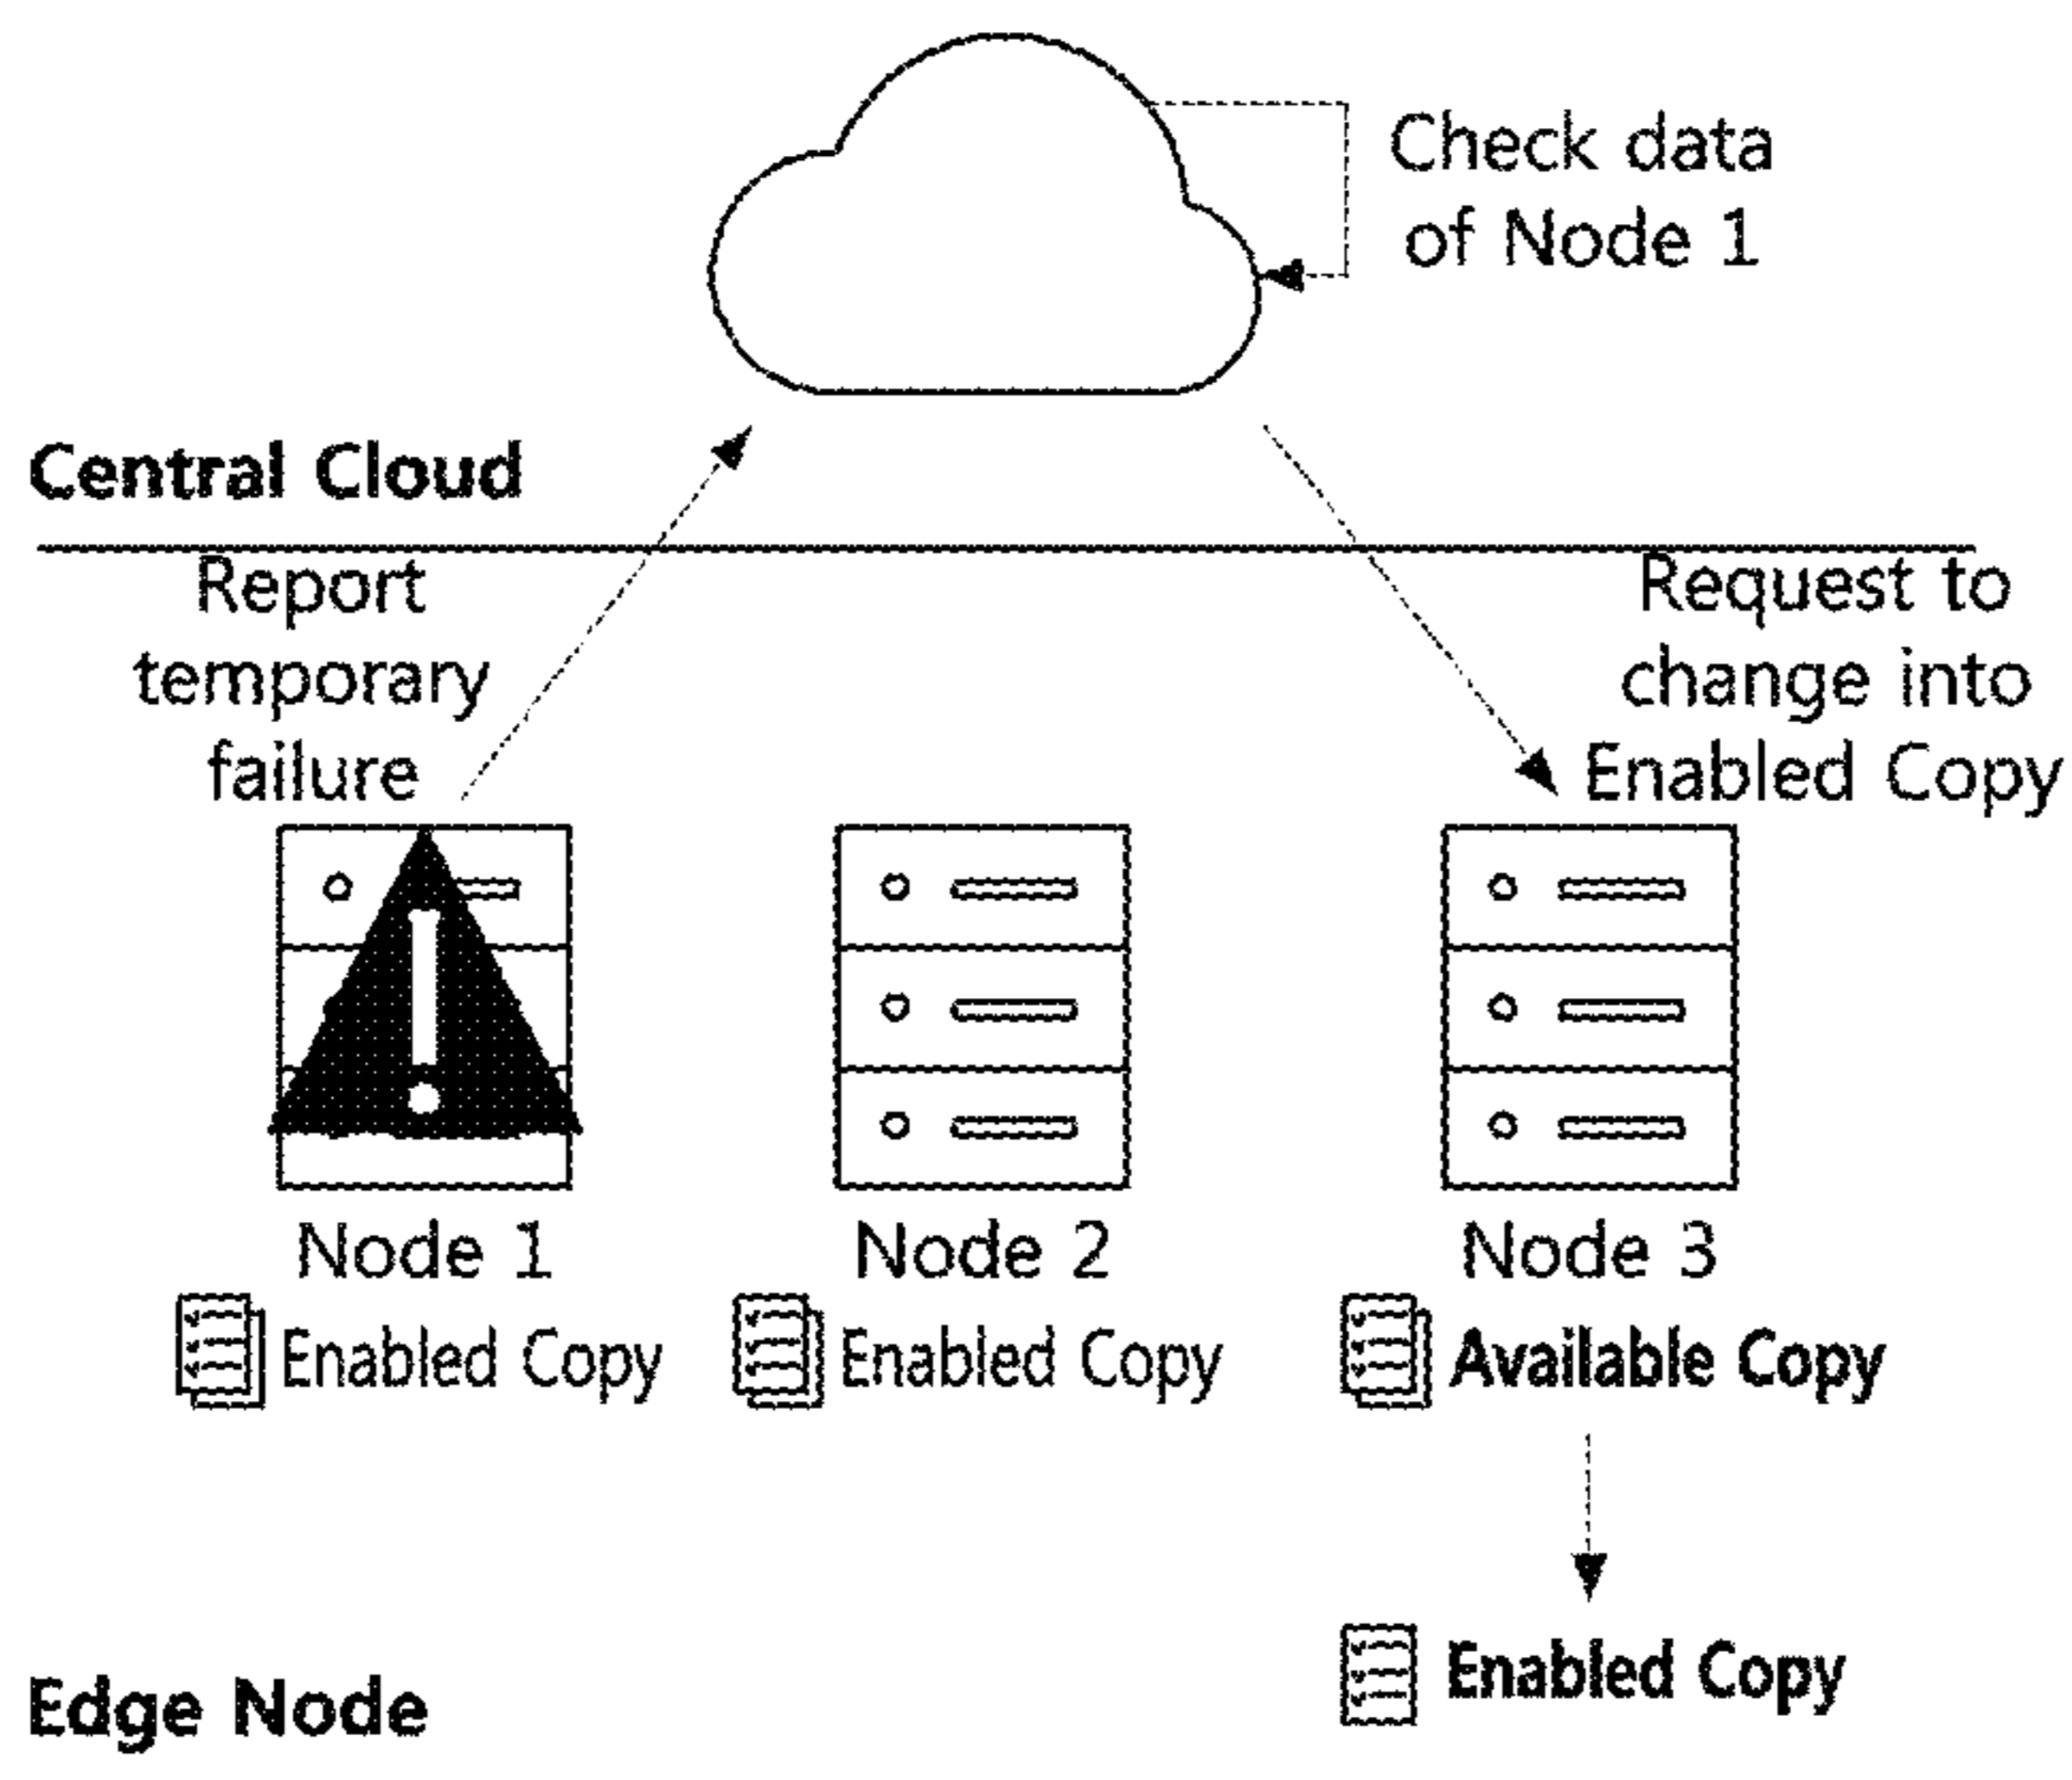 Check data
of Node 1
Central Cloud
Report
temporary
failure
Request to
change into
Enabled Copy
Node 1
Enabled Copy
Node 2
Enabled Copy
Node 3
Available Copy
Enabled Copy
Edge Node